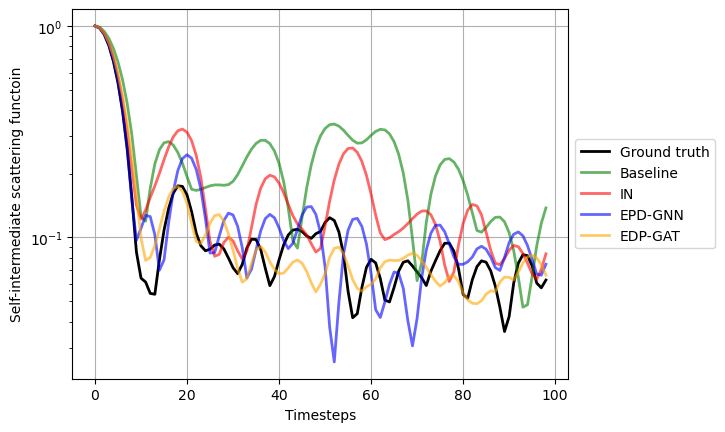 10⁰
10⁻¹
Self-intermediate scattering functoin
0 20 40 60 80 100
Timesteps
Ground truth
Baseline
IN
EPD-GNN
EDP-GAT